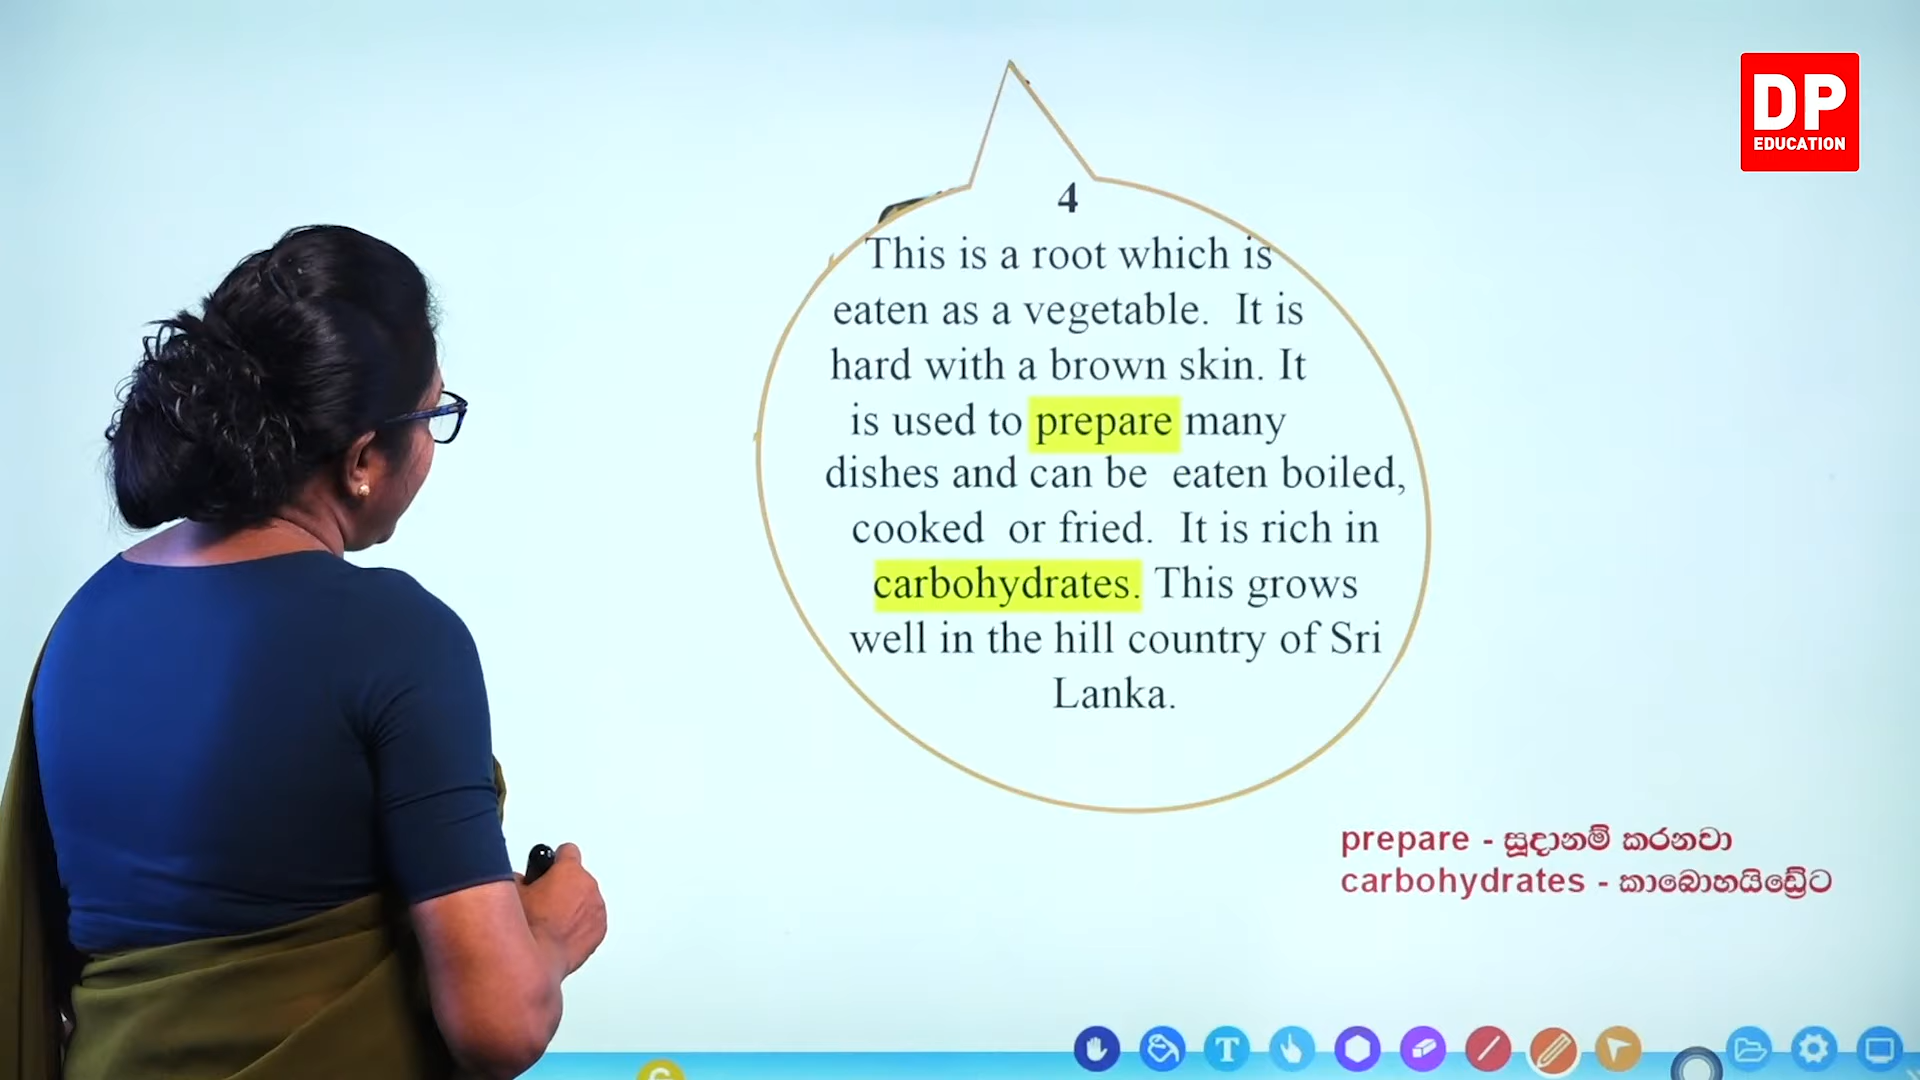 DP
EDUCATION
4
This is a root which is
eaten as a vegetable. It is
hard with a brown skin. It
is used to prepare many
dishes and can be eaten boiled,
cooked or fried. It is rich in
carbohydrates. This grows
well in the hill country of Sri
Lanka.
prepare - සූදානම් කරනවා
carbohydrates - කාබොහයිඩ්‍රේට
T